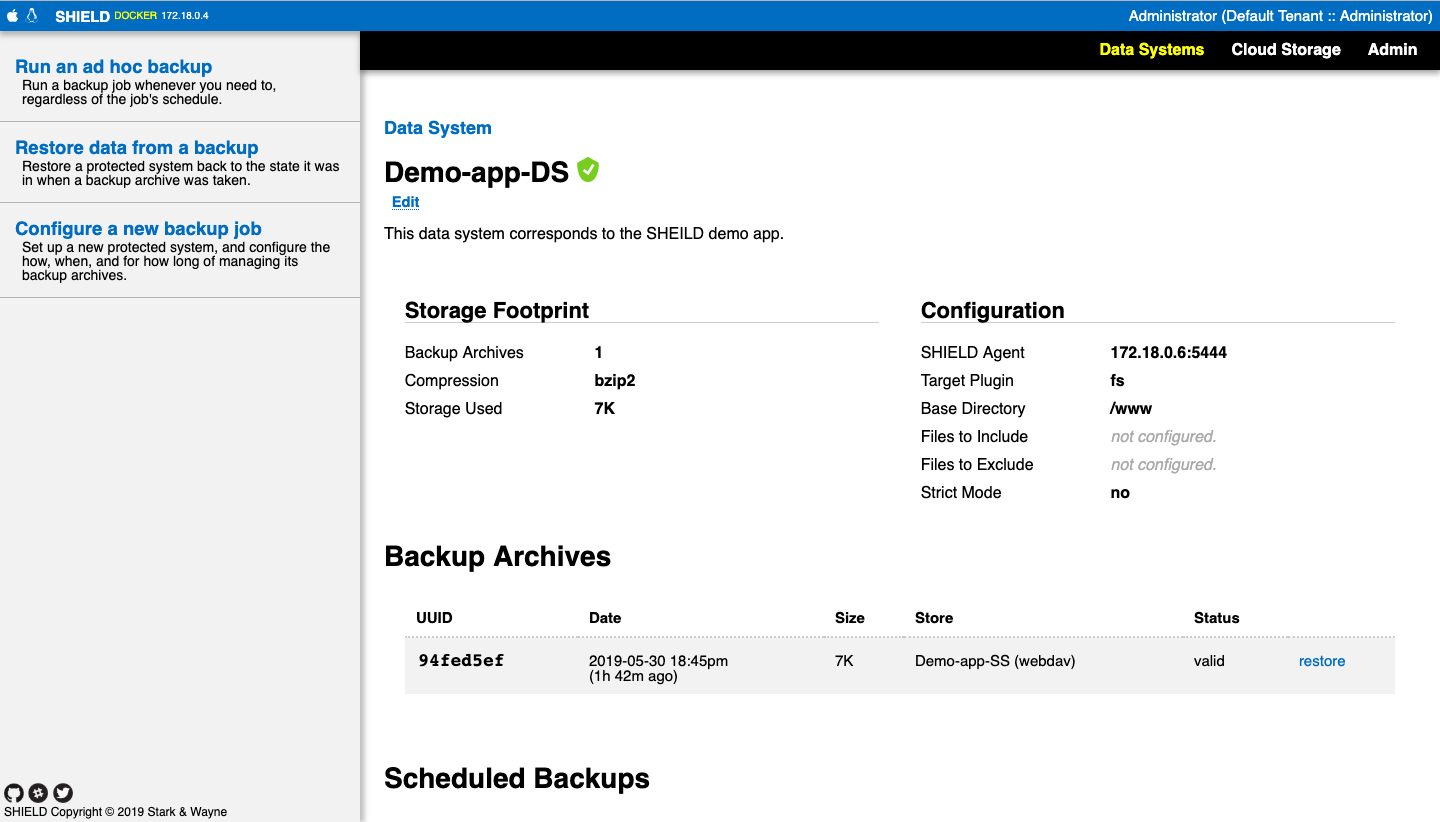 SHIELD DOCKER 172.18.0.4
Administrator (Default Tenant :: Administrator)
Data Systems Cloud Storage Admin
Run an ad hoc backup
Run a backup job whenever you need to,
regardless of the job's schedule.
Restore data from a backup
Restore a protected system back to the state it was
in when a backup archive was taken.
Configure a new backup job
Set up a new protected system, and configure the
how, when, and for how long of managing its
backup archives.
SHIELD Copyright © 2019 Stark & Wayne
Data System
Demo-app-DS
Edit
This data system corresponds to the SHEILD demo app.
Storage Footprint
Backup Archives 1
Compression bzip2
Storage Used 7K
Configuration
SHIELD Agent 172.18.0.6:5444
Target Plugin fs
Base Directory /www
Files to Include not configured.
Files to Exclude not configured.
Strict Mode no
Backup Archives
UUID Date Size Store Status
94fed5ef 2019-05-30 18:45pm 7K Demo-app-SS (webdav) valid restore
(1h 42m ago)
Scheduled Backups